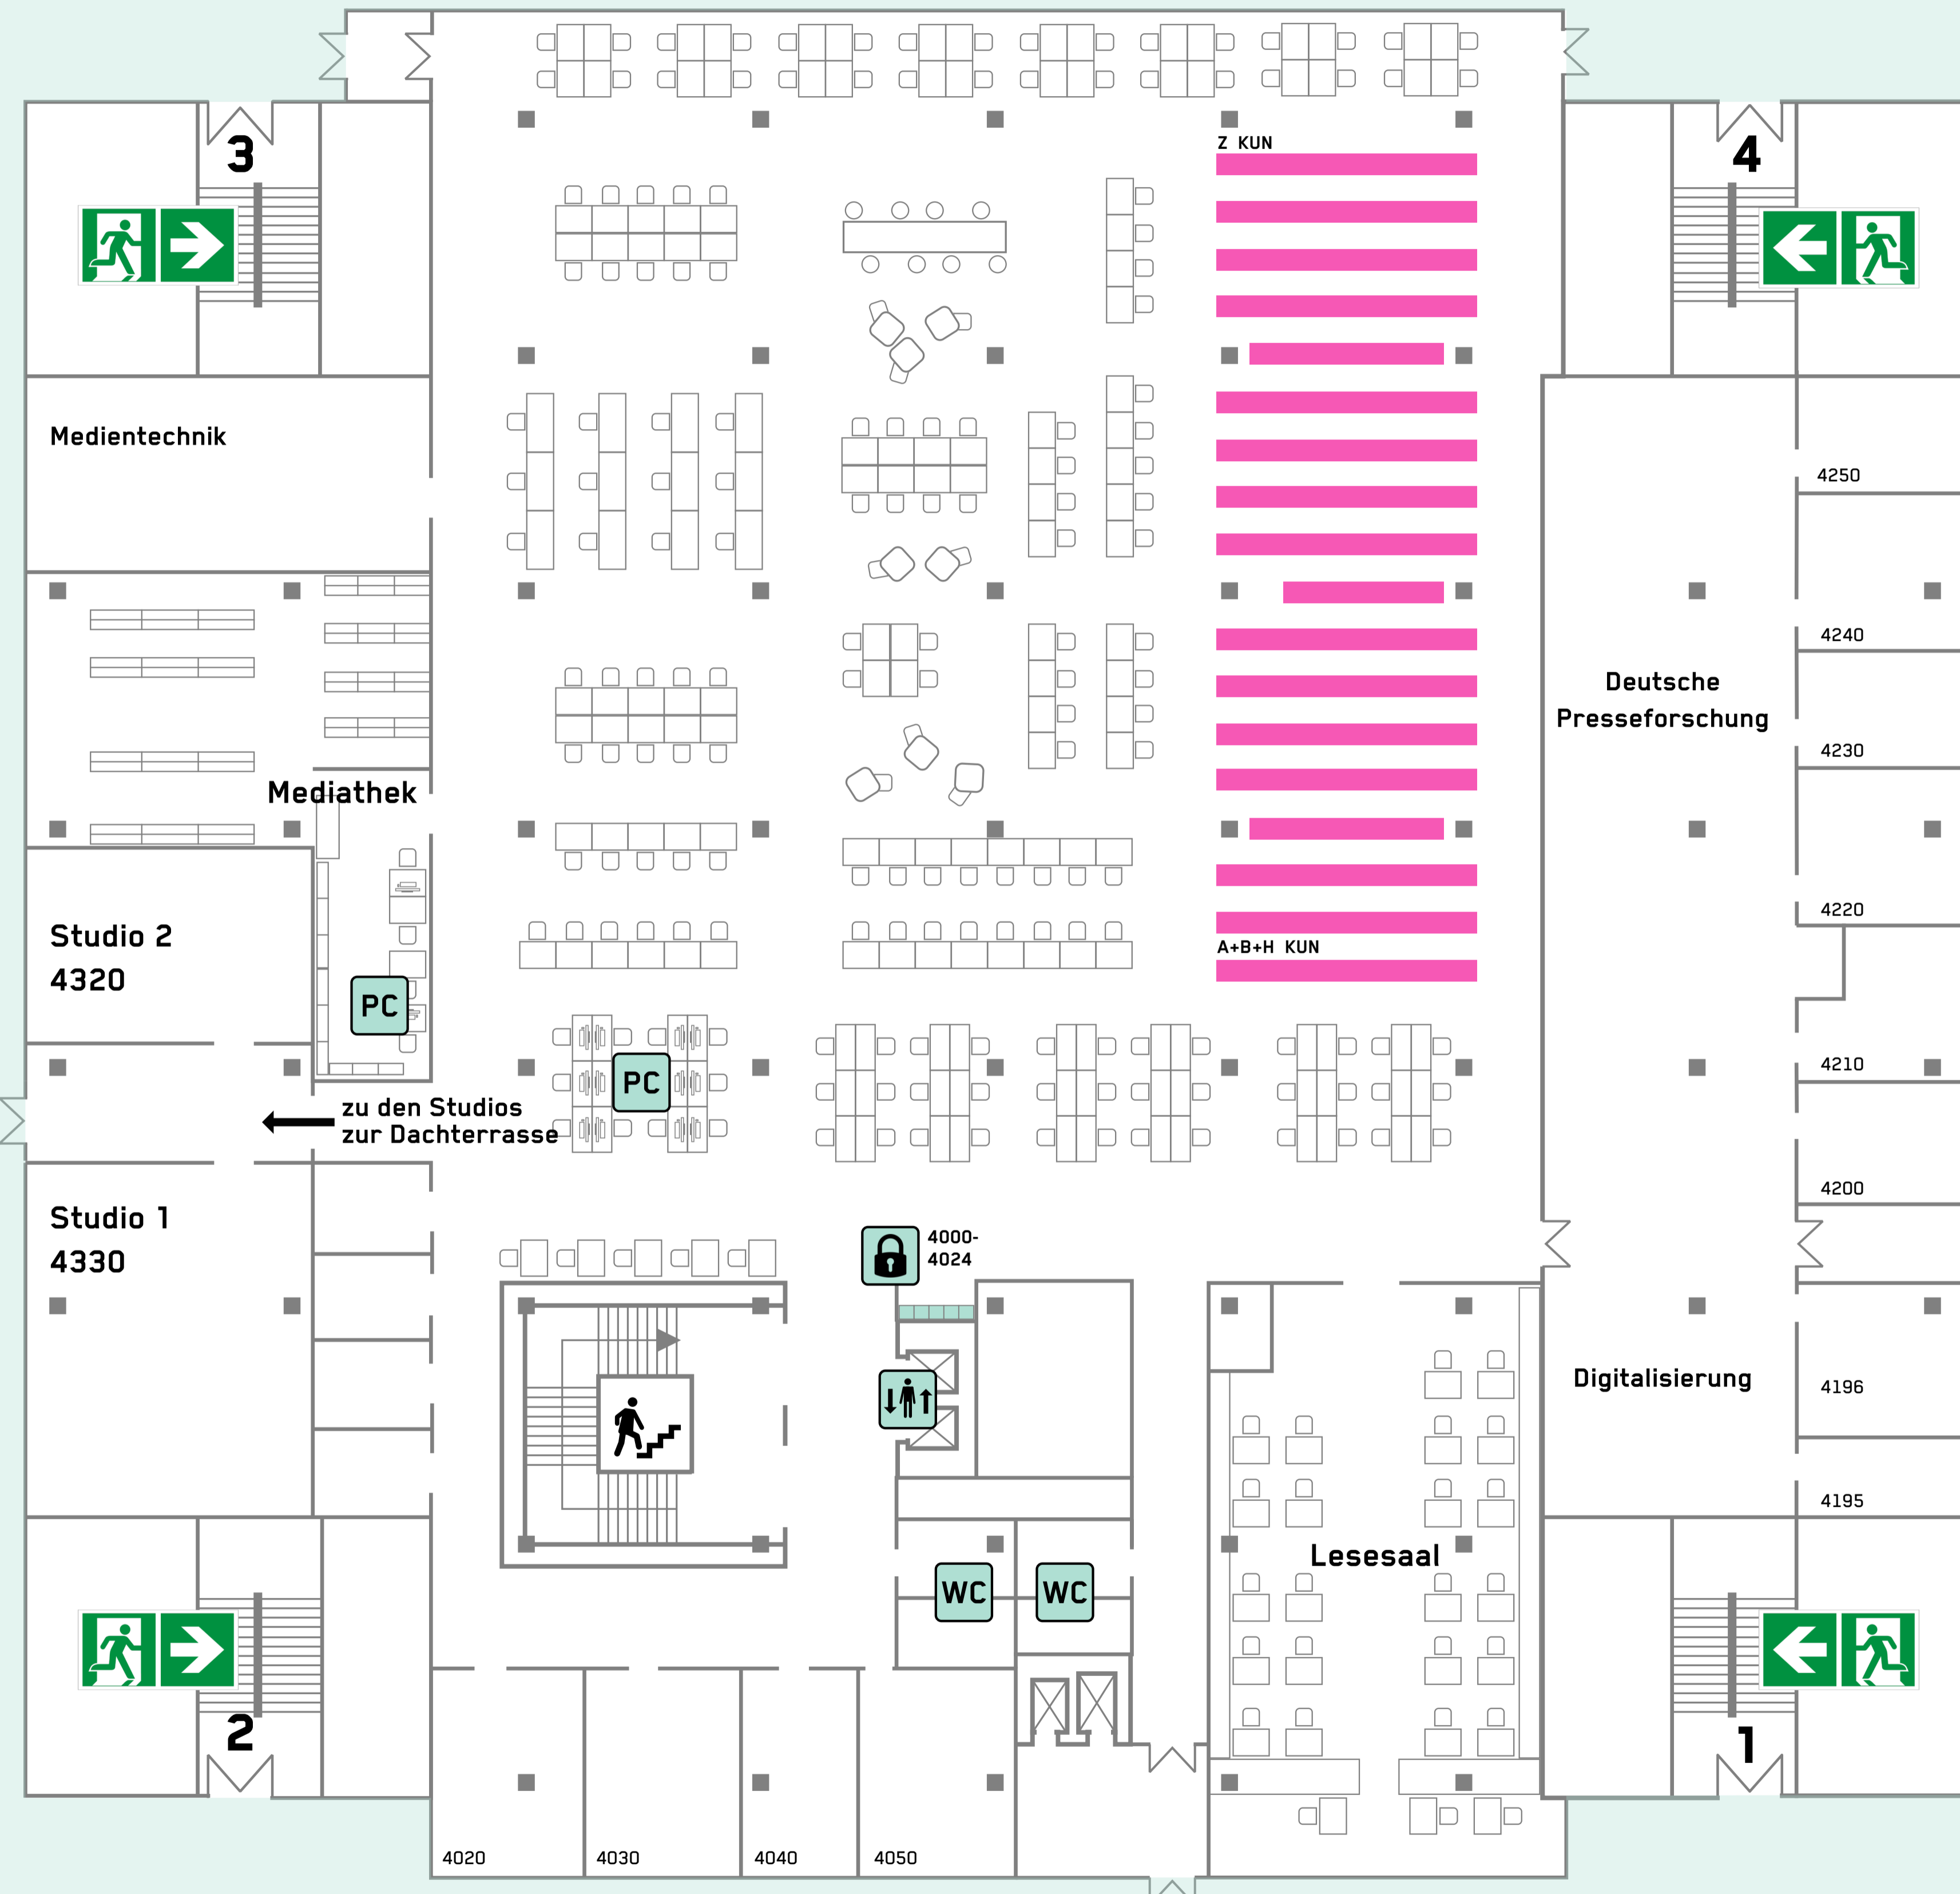 3
4
Z KUN
Medientechnik
4250
4240
Deutsche
Presseforschung
4230
Mediathek
4220
Studio 2
4320
A+B+H KUN
PC
PC
4210
zu den Studios
zur Dachterrasse
4200
Studio 1
4330
4000-
4024
Digitalisierung
4196
4195
Lesesaal
WC
WC
2
1
4020
4030
4040
4050